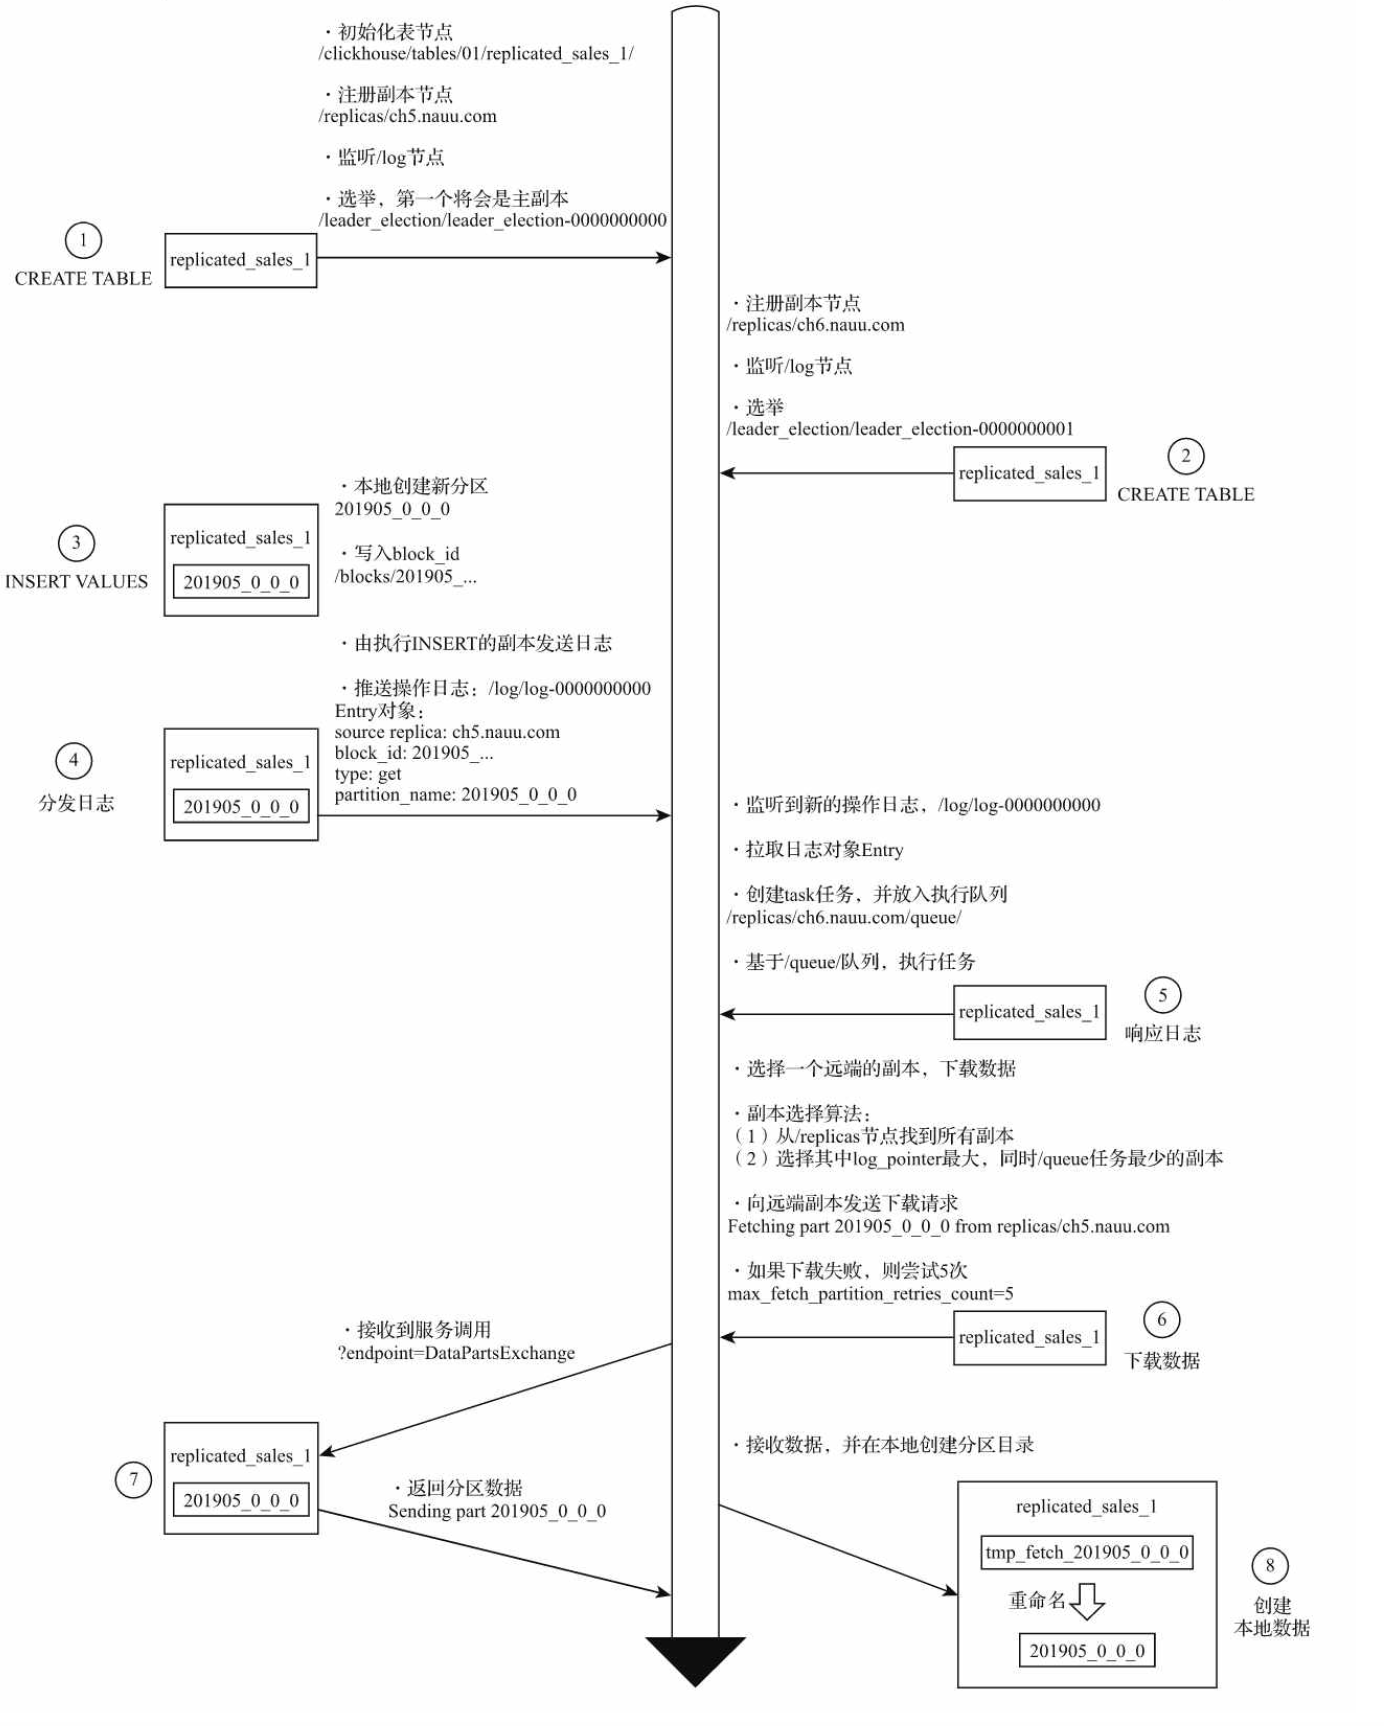 ·初始化表节点
/clickhouse/tables/01/replicated_sales_1/
·注册副本节点
/replicas/ch5.nauu.com
·监听/log节点
·选举，第一个将会是主副本
/leader_election/leader_election-0000000000
1
CREATE TABLE
replicated_sales_1
·注册副本节点
/replicas/ch6.nauu.com
·监听/log节点
·选举
/leader_election/leader_election-0000000001
replicated_sales_1
2
CREATE TABLE
·本地创建新分区
201905_0_0_0
·写入block_id
/blocks/201905_...
3
INSERT VALUES
replicated_sales_1
201905_0_0_0
·由执行INSERT的副本发送日志
·推送操作日志：/log/log-0000000000
Entry对象：
source replica: ch5.nauu.com
block_id: 201905_...
type: get
partition_name: 201905_0_0_0
4
分发日志
replicated_sales_1
201905_0_0_0
·监听到新的操作日志，/log/log-0000000000
·拉取日志对象Entry
·创建task任务，并放入执行队列
/replicas/ch6.nauu.com/queue/
·基于/queue/队列，执行任务
replicated_sales_1
5
响应日志
·选择一个远端的副本，下载数据
·副本选择算法：
（1）从/replicas节点找到所有副本
（2）选择其中log_pointer最大，同时/queue任务最少的副本
·向远端副本发送下载请求
Fetching part 201905_0_0_0 from replicas/ch5.nauu.com
·如果下载失败，则尝试5次
max_fetch_partition_retries_count=5
replicated_sales_1
6
下载数据
·接收到服务调用
?endpoint=DataPartsExchange
7
replicated_sales_1
201905_0_0_0
·返回分区数据
Sending part 201905_0_0_0
·接收数据，并在本地创建分区目录
replicated_sales_1
tmp_fetch_201905_0_0_0
重命名
201905_0_0_0
8
创建
本地数据